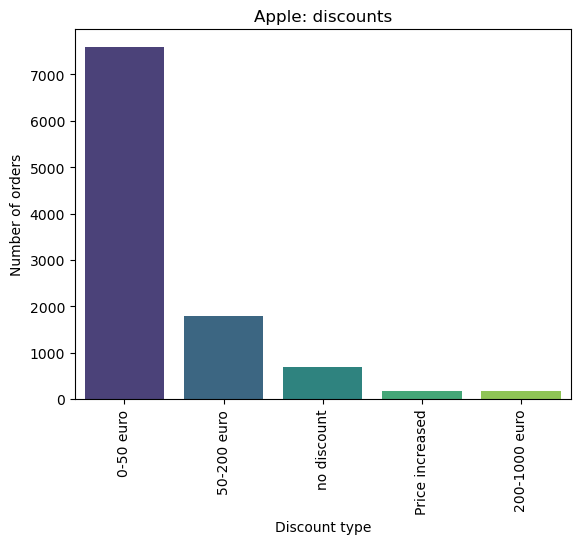 Apple: discounts
Number of orders
7000
6000
5000
4000
3000
2000
1000
0
0-50 euro
50-200 euro
no discount
Price increased
200-1000 euro
Discount type